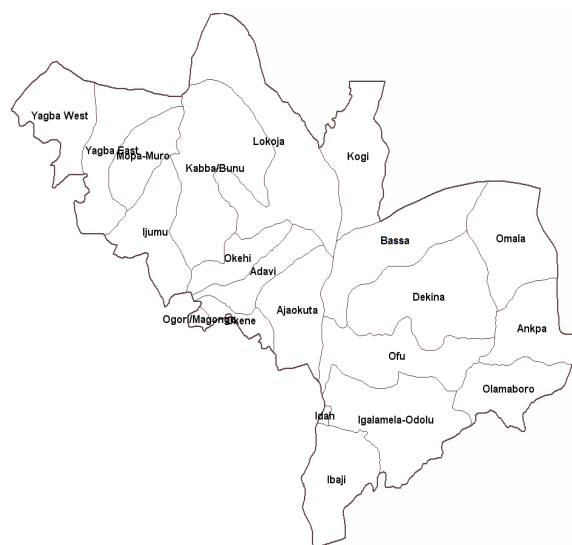 Yagba West
Yagba East
Mopa-Muro
Lokoja
Kabba/Bunu
Kogi
Ijumu
Bassa
Omala
Okehi
Adavi
Dekina
Ajaokuta
Ogori/Magongo
Okene
Ankpa
Ofu
Olamaboro
Idah
Igalamela-Odolu
Ibaji